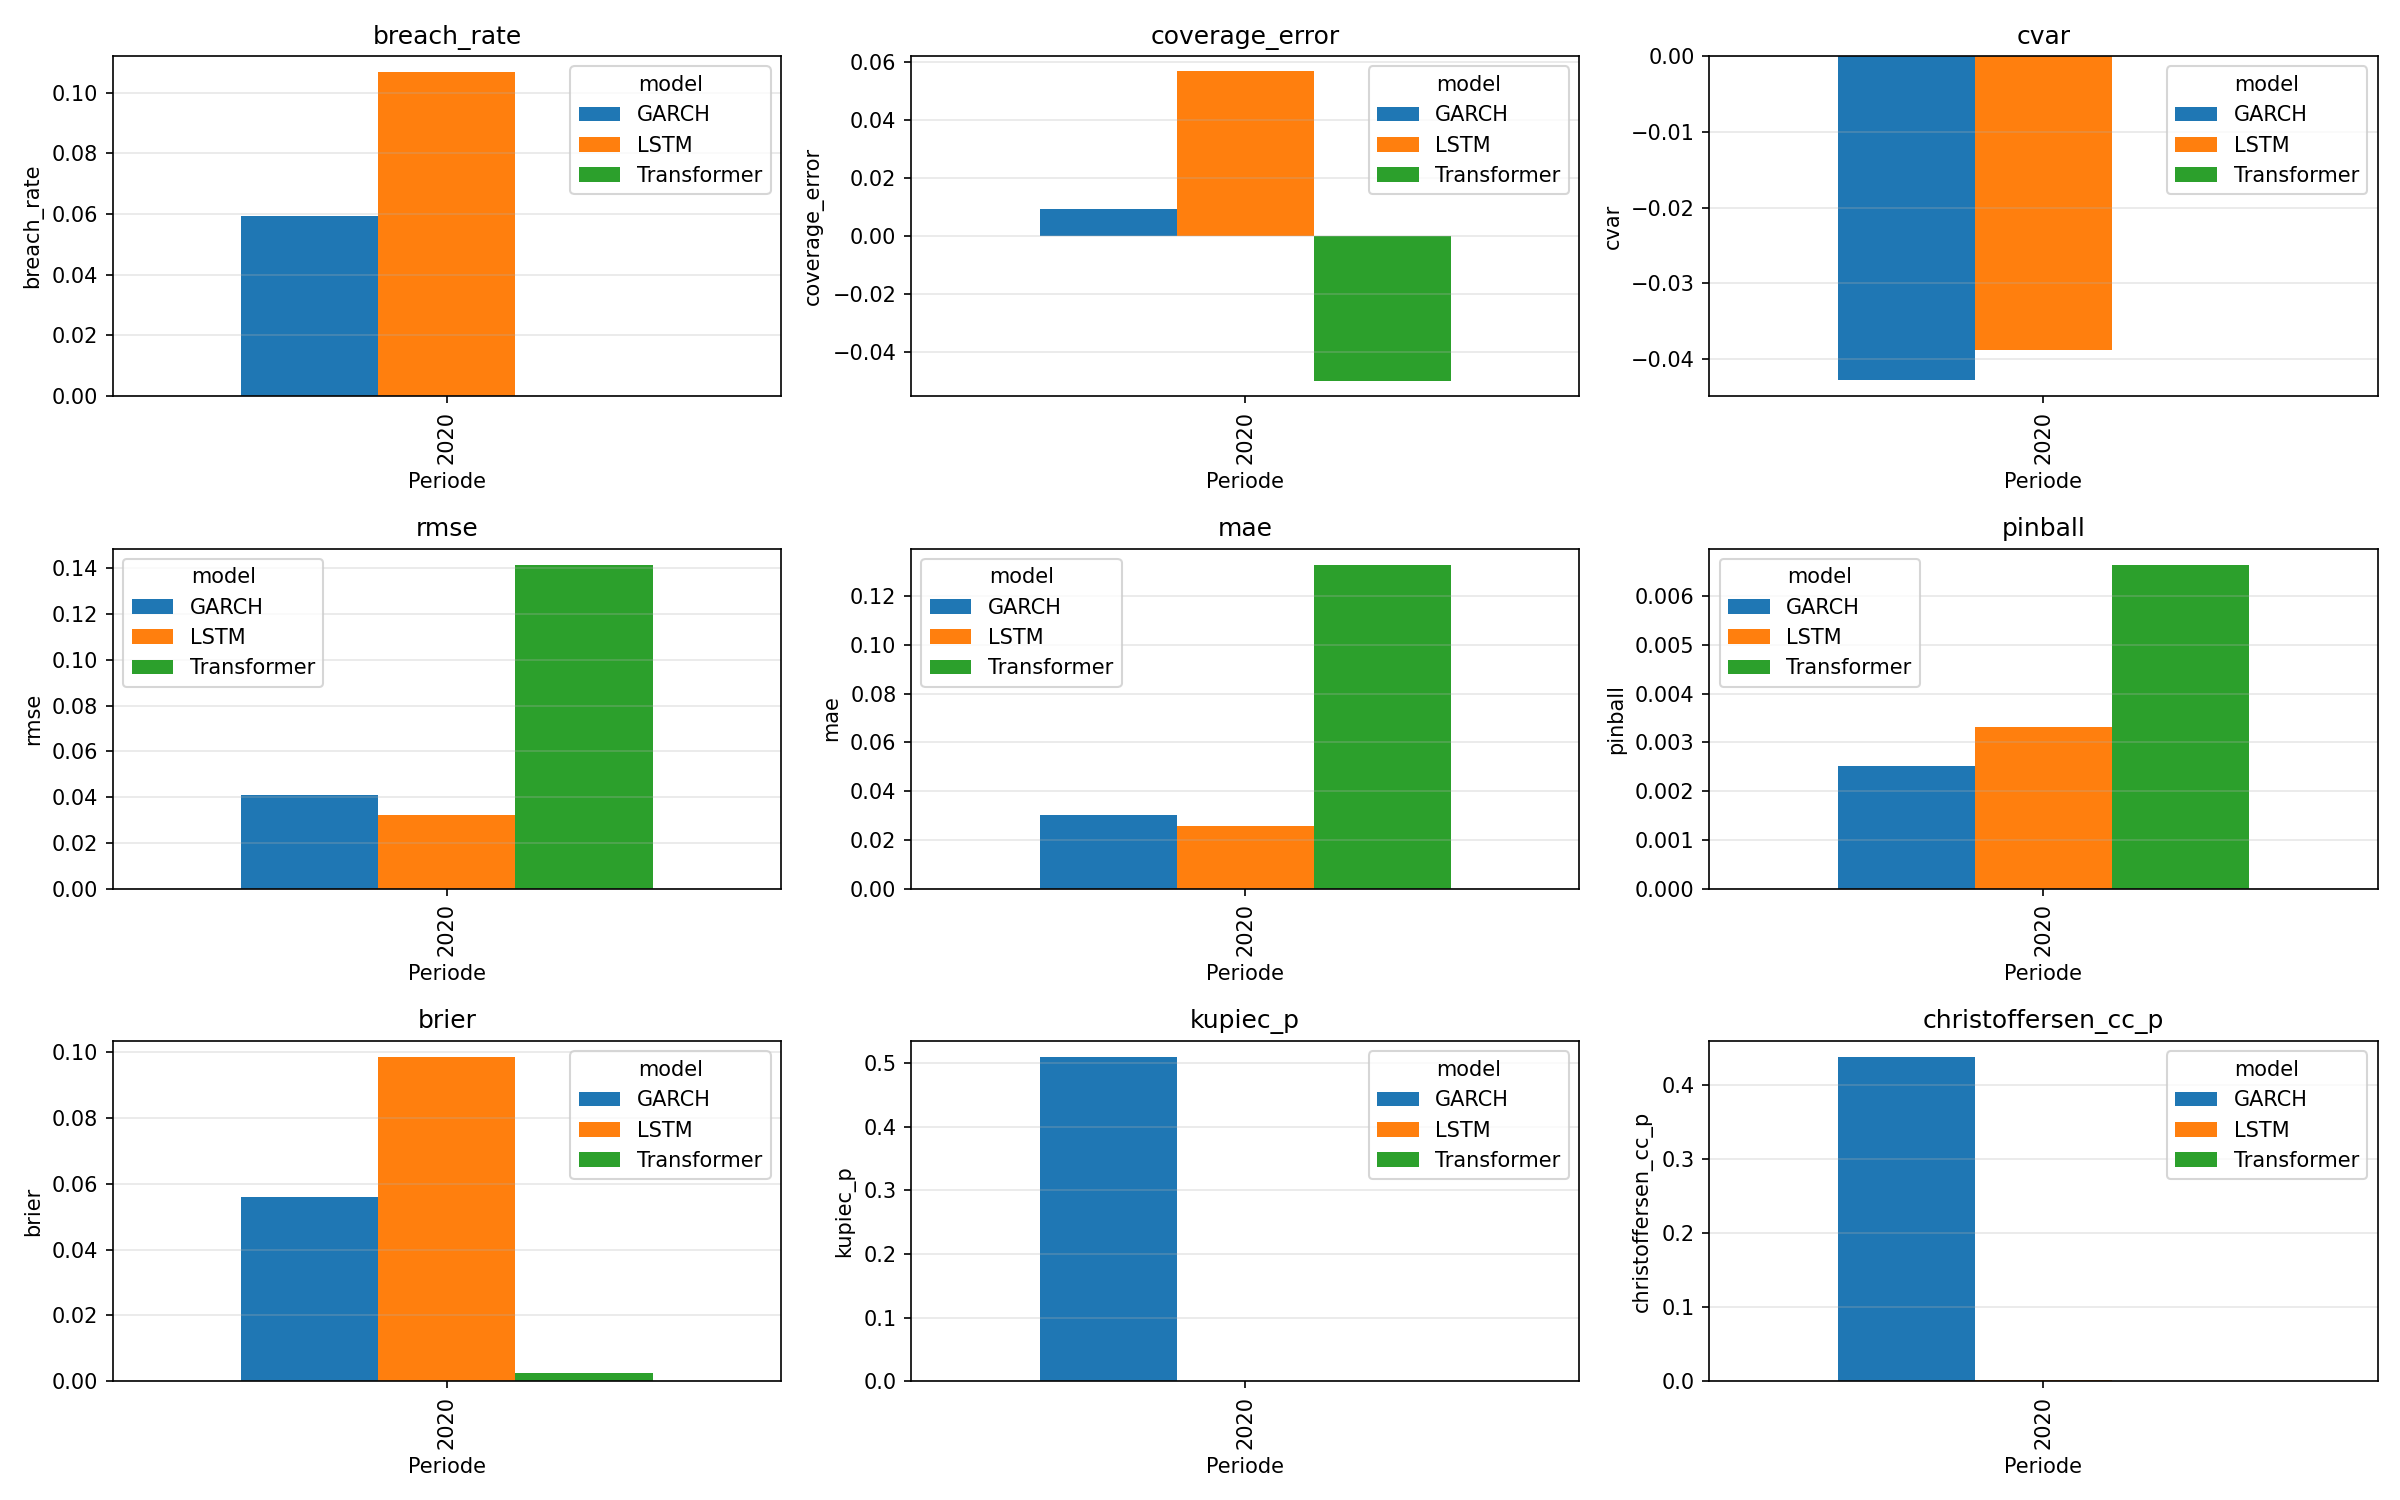 breach_rate
breach_rate
0.10
0.08
0.06
0.04
0.02
0.00
model
GARCH
LSTM
Transformer
2020
Periode
coverage_error
coverage_error
0.06
0.04
0.02
0.00
−0.02
−0.04
model
GARCH
LSTM
Transformer
2020
Periode
cvar
cvar
0.00
−0.01
−0.02
−0.03
−0.04
model
GARCH
LSTM
Transformer
2020
Periode
rmse
rmse
0.14
0.12
0.10
0.08
0.06
0.04
0.02
0.00
model
GARCH
LSTM
Transformer
2020
Periode
mae
mae
0.12
0.10
0.08
0.06
0.04
0.02
0.00
model
GARCH
LSTM
Transformer
2020
Periode
pinball
pinball
0.006
0.005
0.004
0.003
0.002
0.001
0.000
model
GARCH
LSTM
Transformer
2020
Periode
brier
brier
0.10
0.08
0.06
0.04
0.02
0.00
model
GARCH
LSTM
Transformer
2020
Periode
kupiec_p
kupiec_p
0.5
0.4
0.3
0.2
0.1
0.0
model
GARCH
LSTM
Transformer
2020
Periode
christoffersen_cc_p
christoffersen_cc_p
0.4
0.3
0.2
0.1
0.0
model
GARCH
LSTM
Transformer
2020
Periode